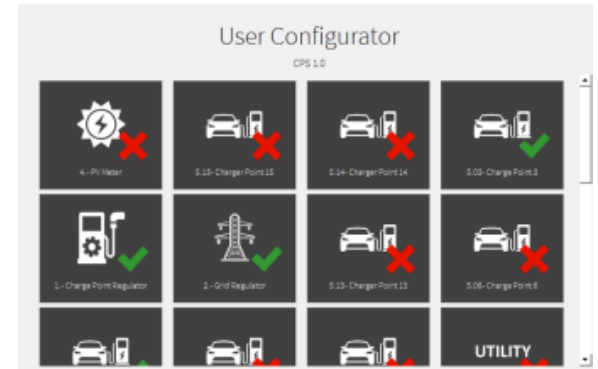 User Configurator
CPS 1.0
4.- PV Meter
5.15- Charger Point 15
5.14- Charger Point 14
5.03- Charge Point 3
1.- Charge Point Regulator
2.- Grid Regulator
5.13- Charger Point 13
5.06- Charge Point 6
UTILITY